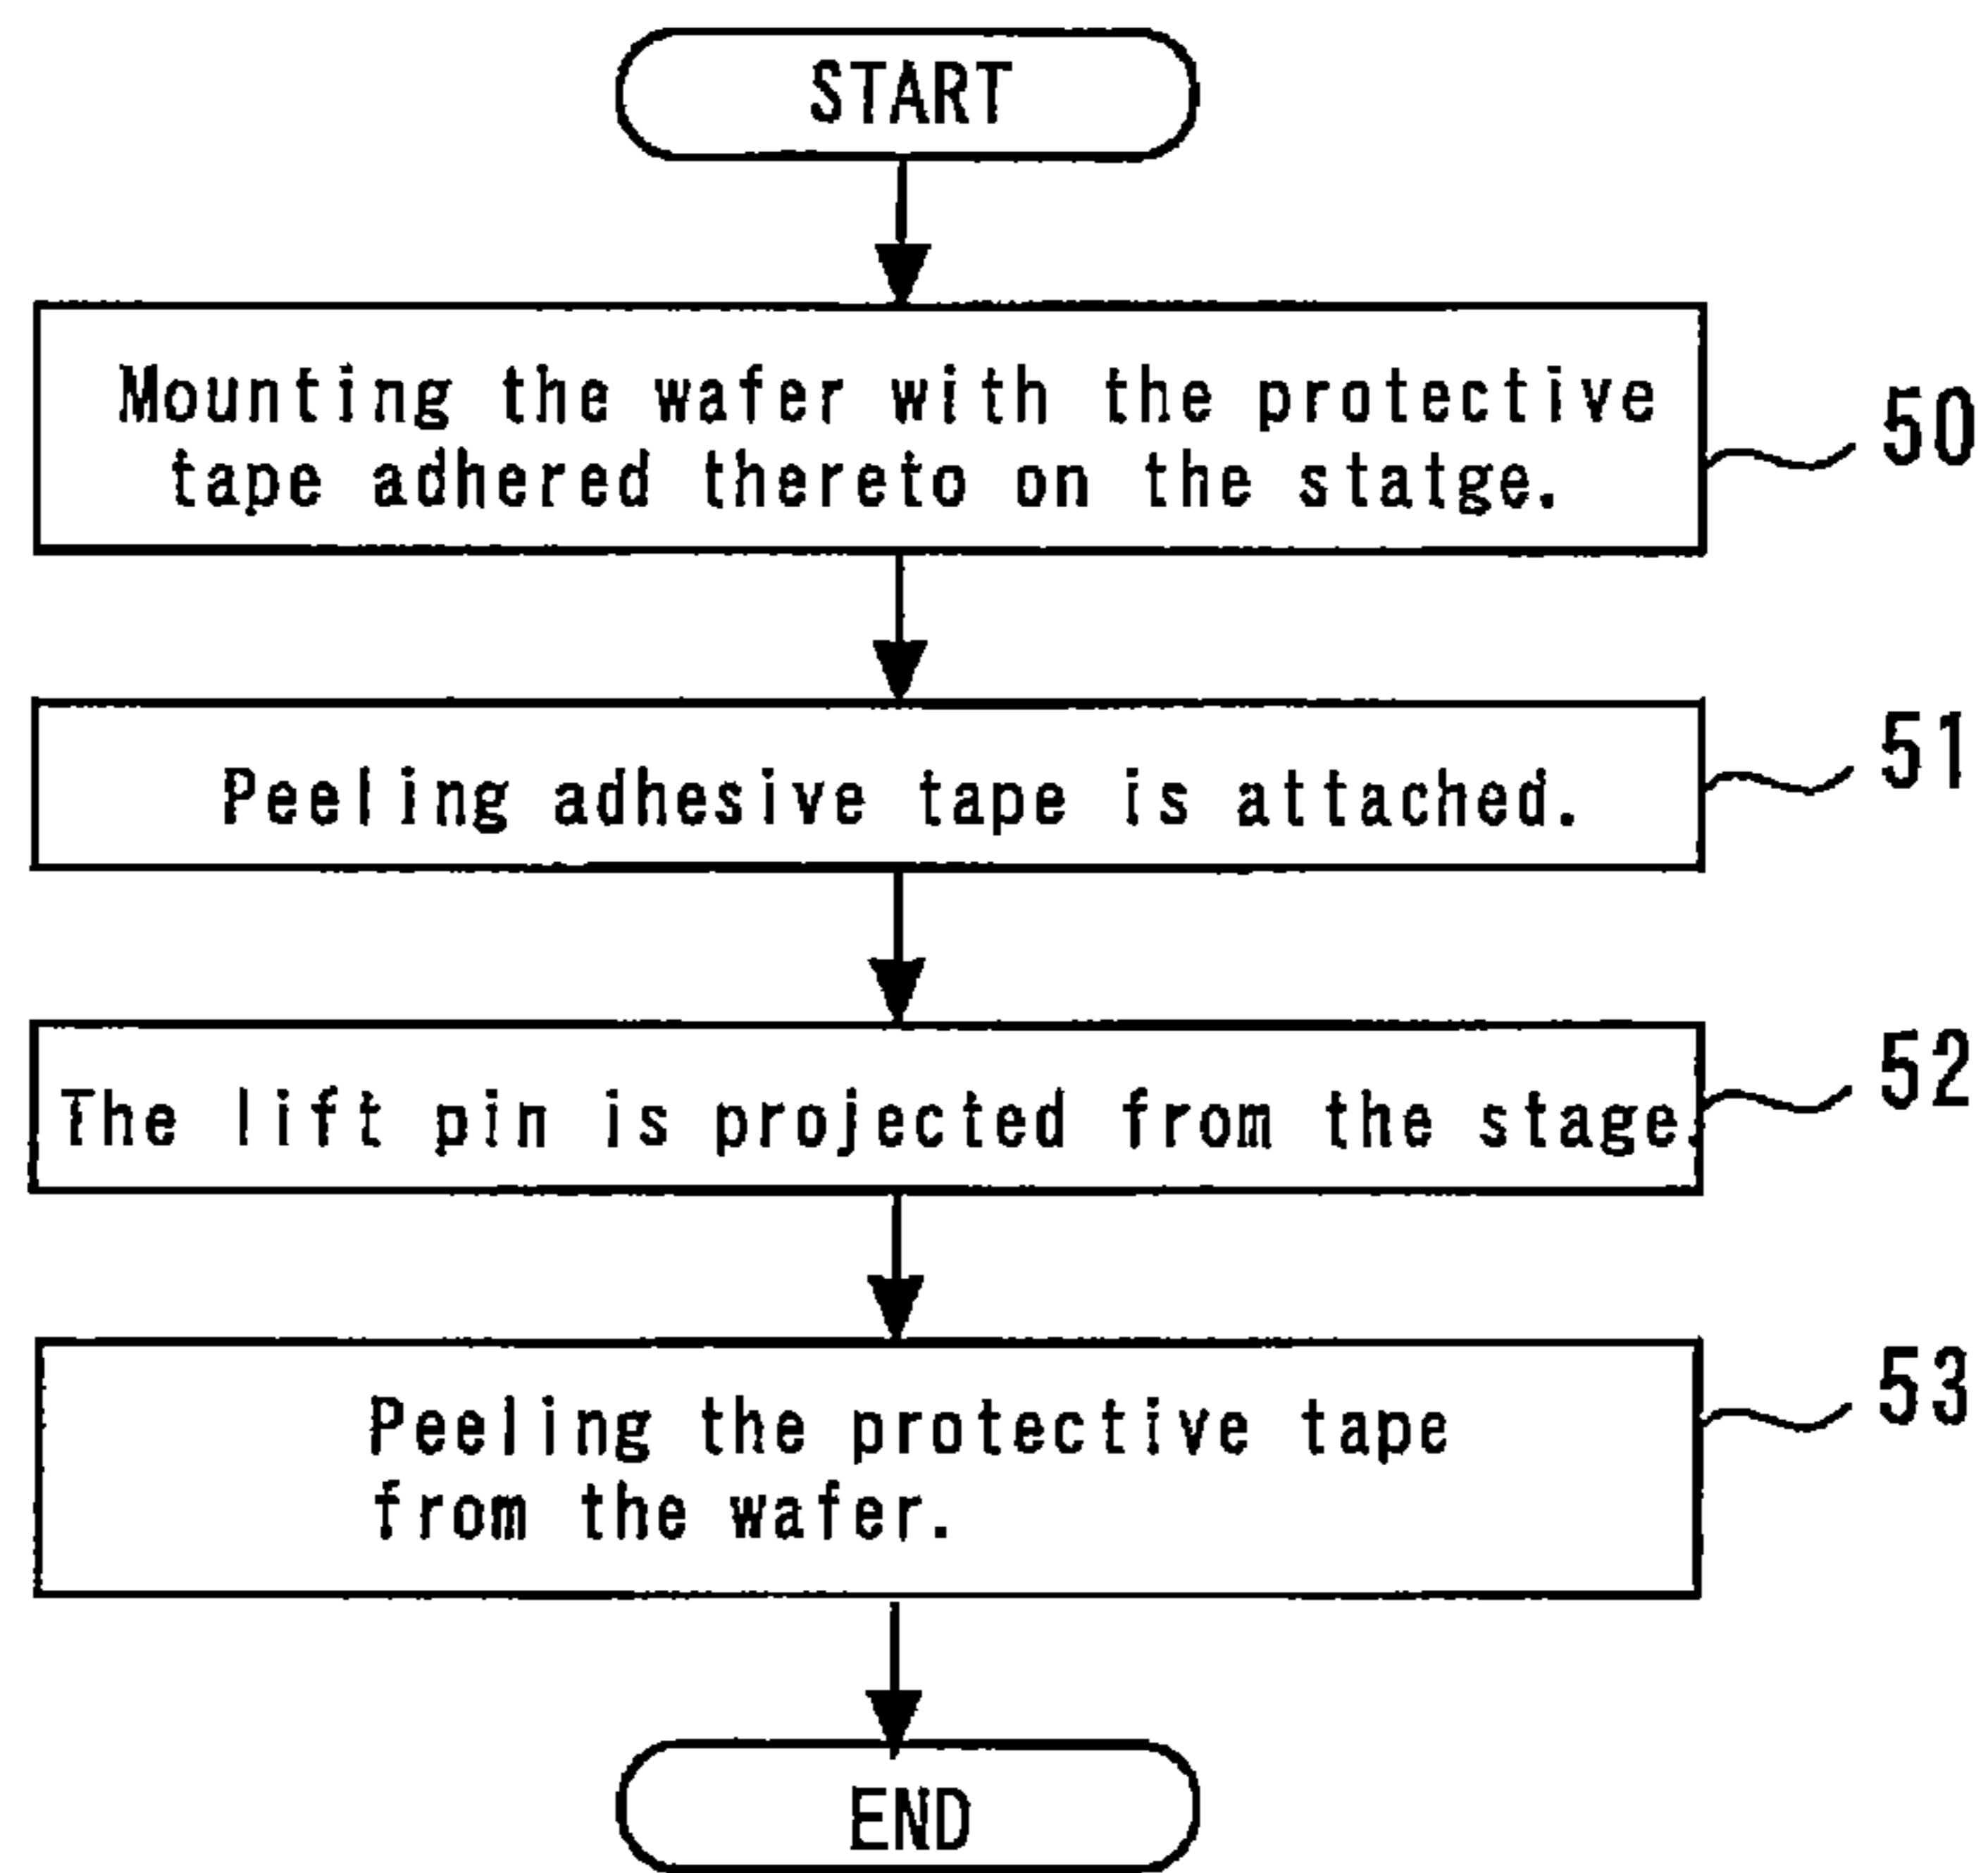 START
Mounting the wafer with the protective
tape adhered thereto on the statge.
50
Peeling adhesive tape is attached.
51
The lift pin is projected from the stage.
52
Peeling the protective tape
from the wafer.
53
END